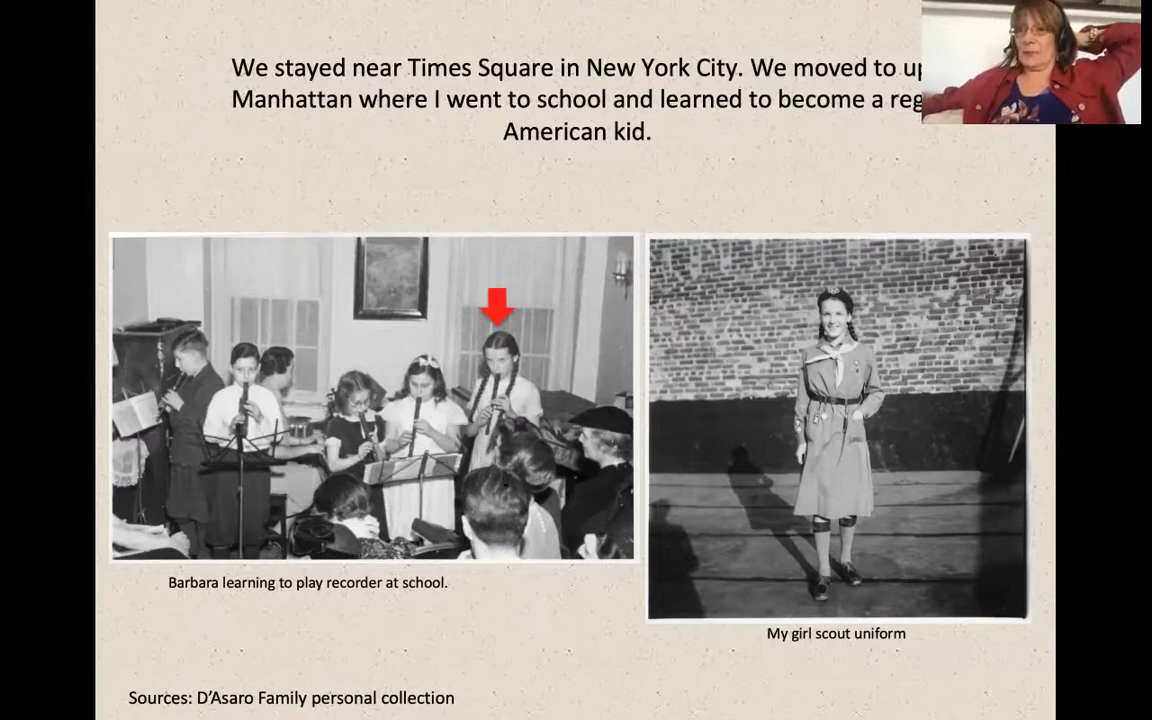 We stayed near Times Square in New York City. We moved to
Manhattan where I went to school and learned to become a
American kid.
Barbara learning to play recorder at school.
My girl scout uniform
Sources: D’Asaro Family personal collection